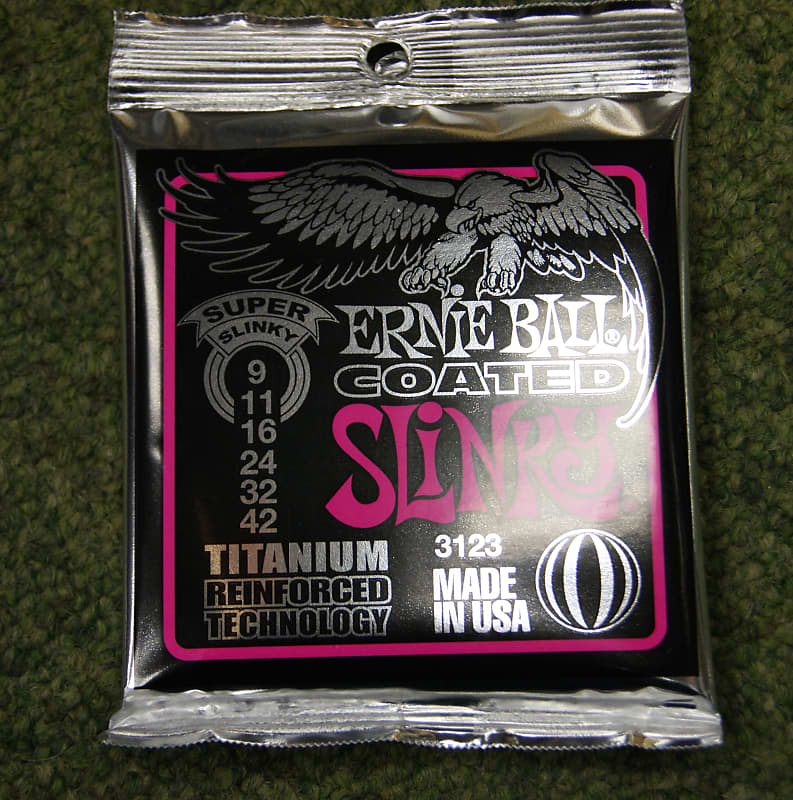 SUPER
SLINKY
9
11
16
24
32
42
ERNIE BALL®
COATED
SLINKY
TITANIUM
REINFORCED
TECHNOLOGY
3123
MADE
IN USA